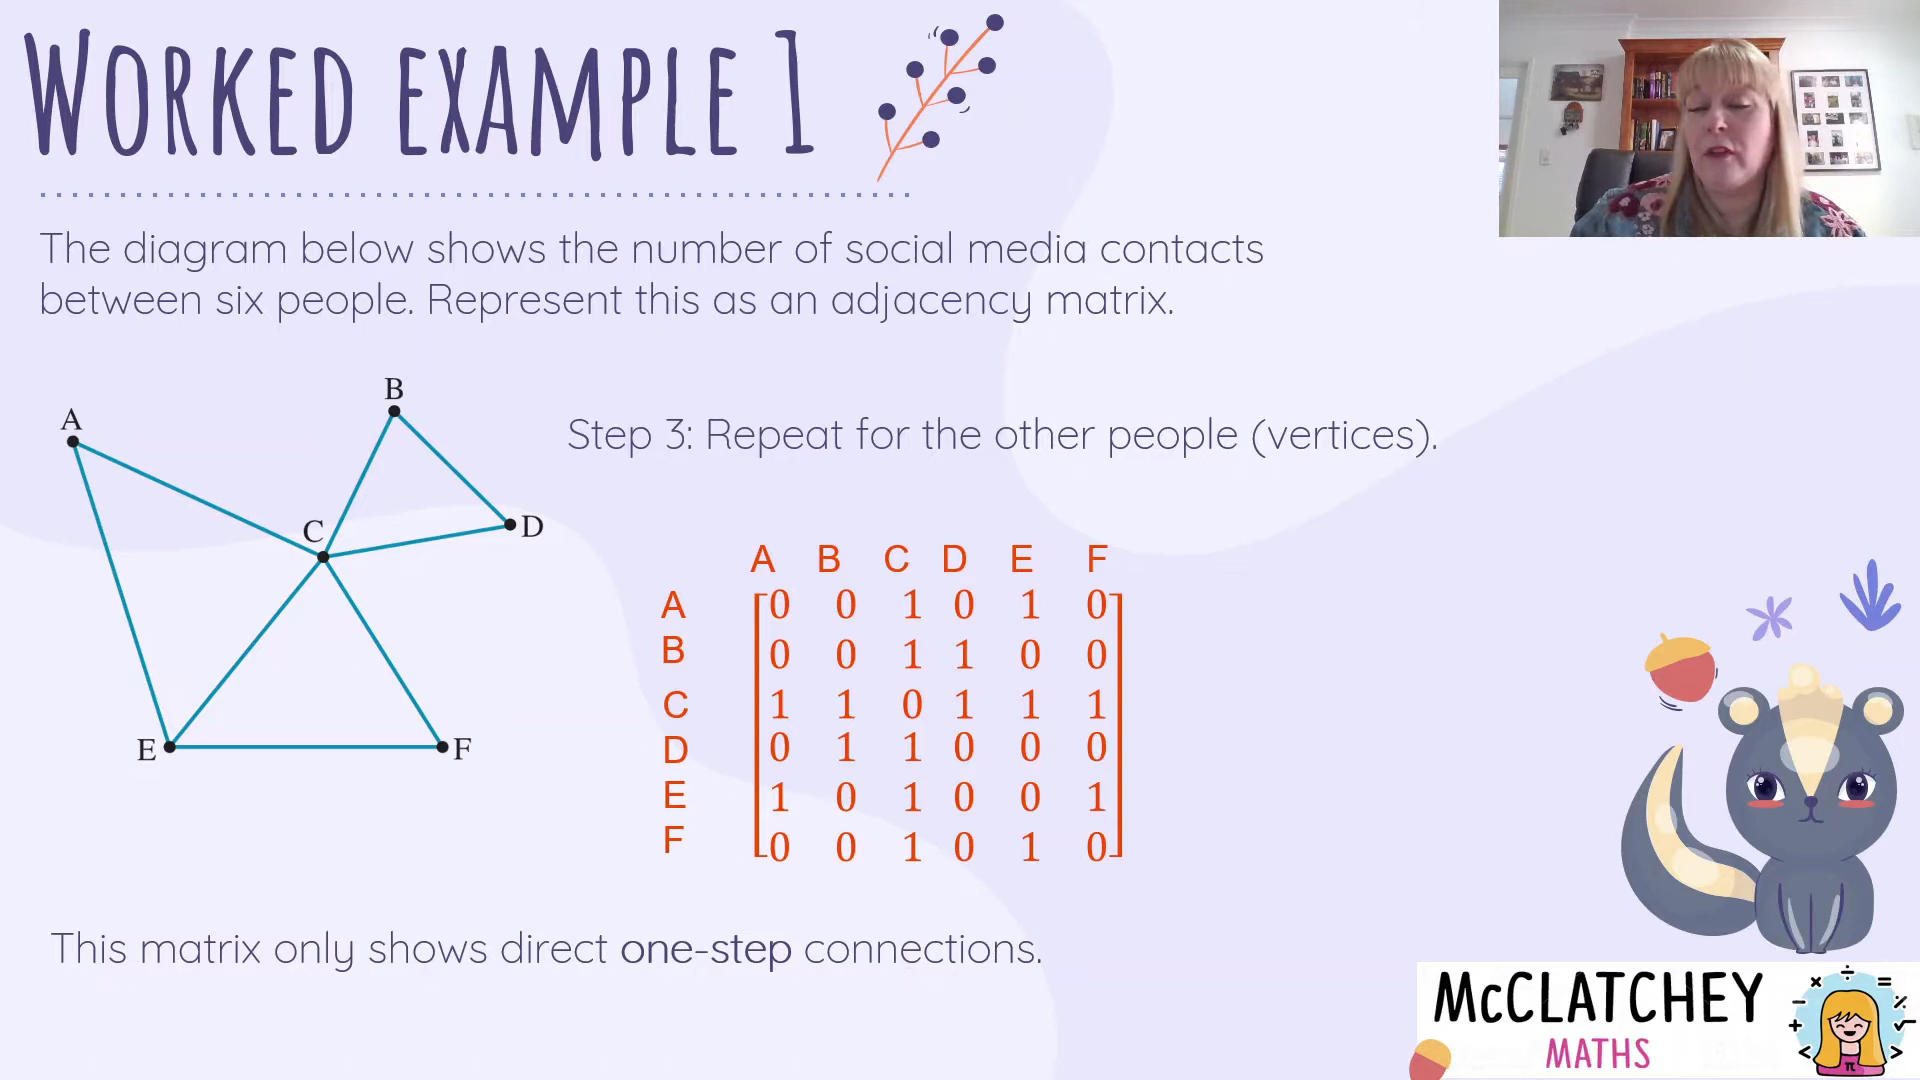 WORKED EXAMPLE 1
The diagram below shows the number of social media contacts
between six people. Represent this as an adjacency matrix.
A
B
C
D
E
F
Step 3: Repeat for the other people (vertices).
A B C D E F
A 0 0 1 0 1 0
B 0 0 1 1 0 0
C 1 1 0 1 1 1
D 0 1 1 0 0 0
E 1 0 1 0 0 1
F 0 0 1 0 1 0
This matrix only shows direct one-step connections.
McCLATCHEY
MATHS